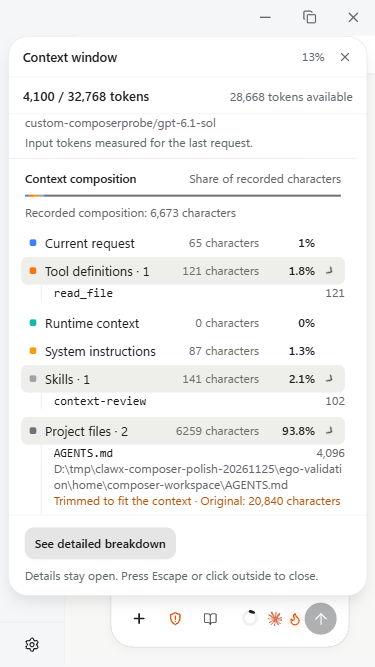 Context window 13%
4,100 / 32,768 tokens 28,668 tokens available
custom-composerprobe/gpt-6.1-sol
Input tokens measured for the last request.
Context composition Share of recorded characters
Recorded composition: 6,673 characters
Current request 65 characters 1%
Tool definitions · 1 121 characters 1.8%
read_file 121
Runtime context 0 characters 0%
System instructions 87 characters 1.3%
Skills · 1 141 characters 2.1%
context-review 102
Project files · 2 6259 characters 93.8%
AGENTS.md 4,096
D:\tmp\clawx-composer-polish-20261125\ego-validati
on\home\composer-workspace\AGENTS.md
Trimmed to fit the context · Original: 20,840 characters
See detailed breakdown
Details stay open. Press Escape or click outside to close.